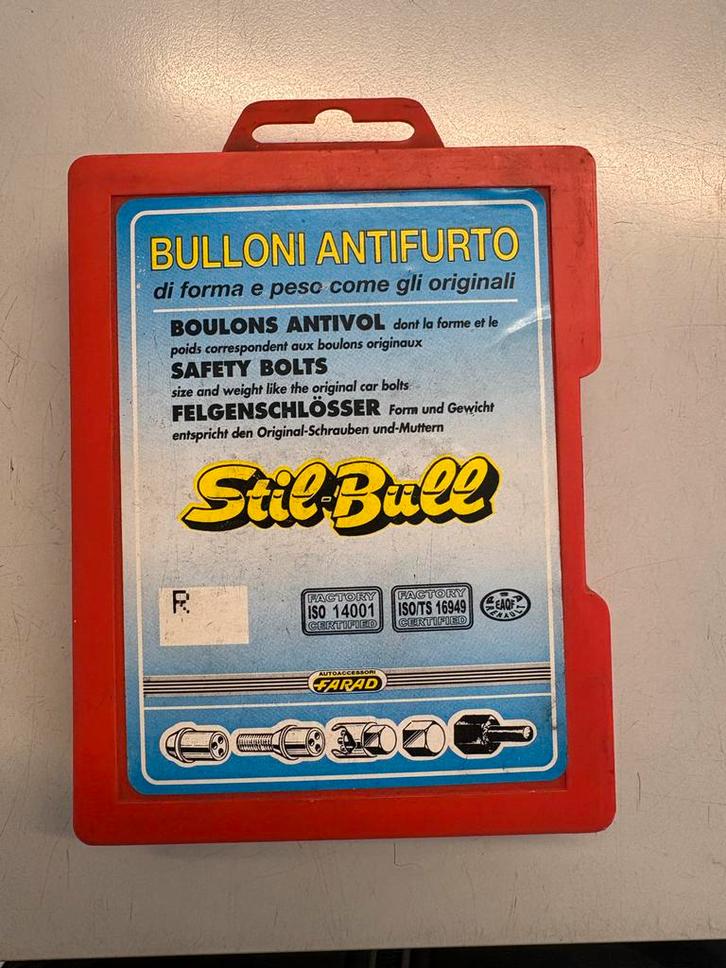 BULLONI ANTIFURTO
di forma e peso come gli originali
BOULONS ANTIVOL dont la forme et le
poids correspondent aux boulons originaux
SAFETY BOLTS
size and weight like the original car bolts
FELGENSCHLÖSSER Form und Gewicht
entspricht den Original-Schrauben und-Muttern
Stil-Bull
R
FACTORY
ISO 14001
CERTIFIED
FACTORY
ISO/TS 16949
CERTIFIED
EAQF
RENAULT
AUTOACCESSORI
FARAD